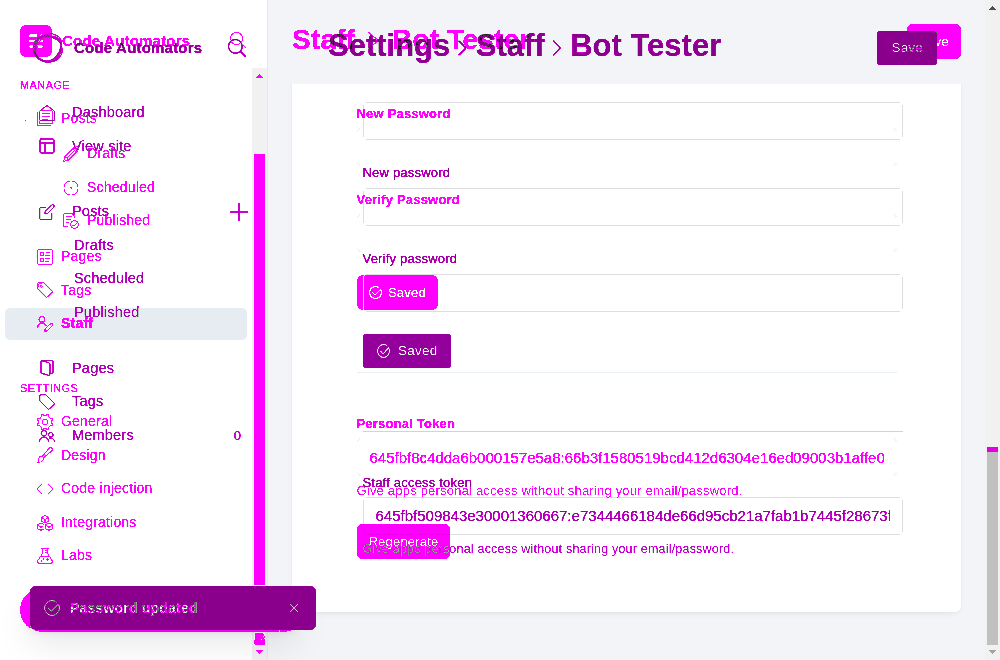 Code Automators
Code Automators
Staff > Bot Tester
Settings > Staff > Bot Tester
Save
MANAGE
Dashboard
Posts
View site
Drafts
Scheduled
Posts
Published
Drafts
Pages
Scheduled
Tags
Published
Staff
Pages
SETTINGS
Tags
General
Members 0
Design
Code injection
Integrations
Labs
New Password
New password
Verify Password
Verify password
Saved
Saved
Personal Token
645fbf8c4dda6b000157e5a8:66b3f1580519bcd412d6304e16ed09003b1affe0
Staff access token
Give apps personal access without sharing your email/password.
645fbf509843e30001360667:e7344466184de66d95cb21a7fab1b7445f28673f
Regenerate
Give apps personal access without sharing your email/password.
Password updated